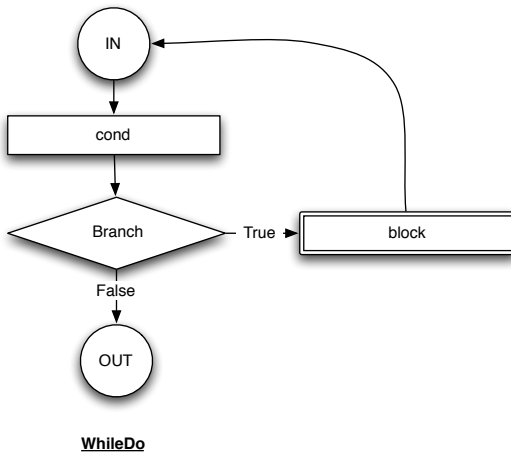 IN
cond
Branch
True
block
False
OUT
WhileDo